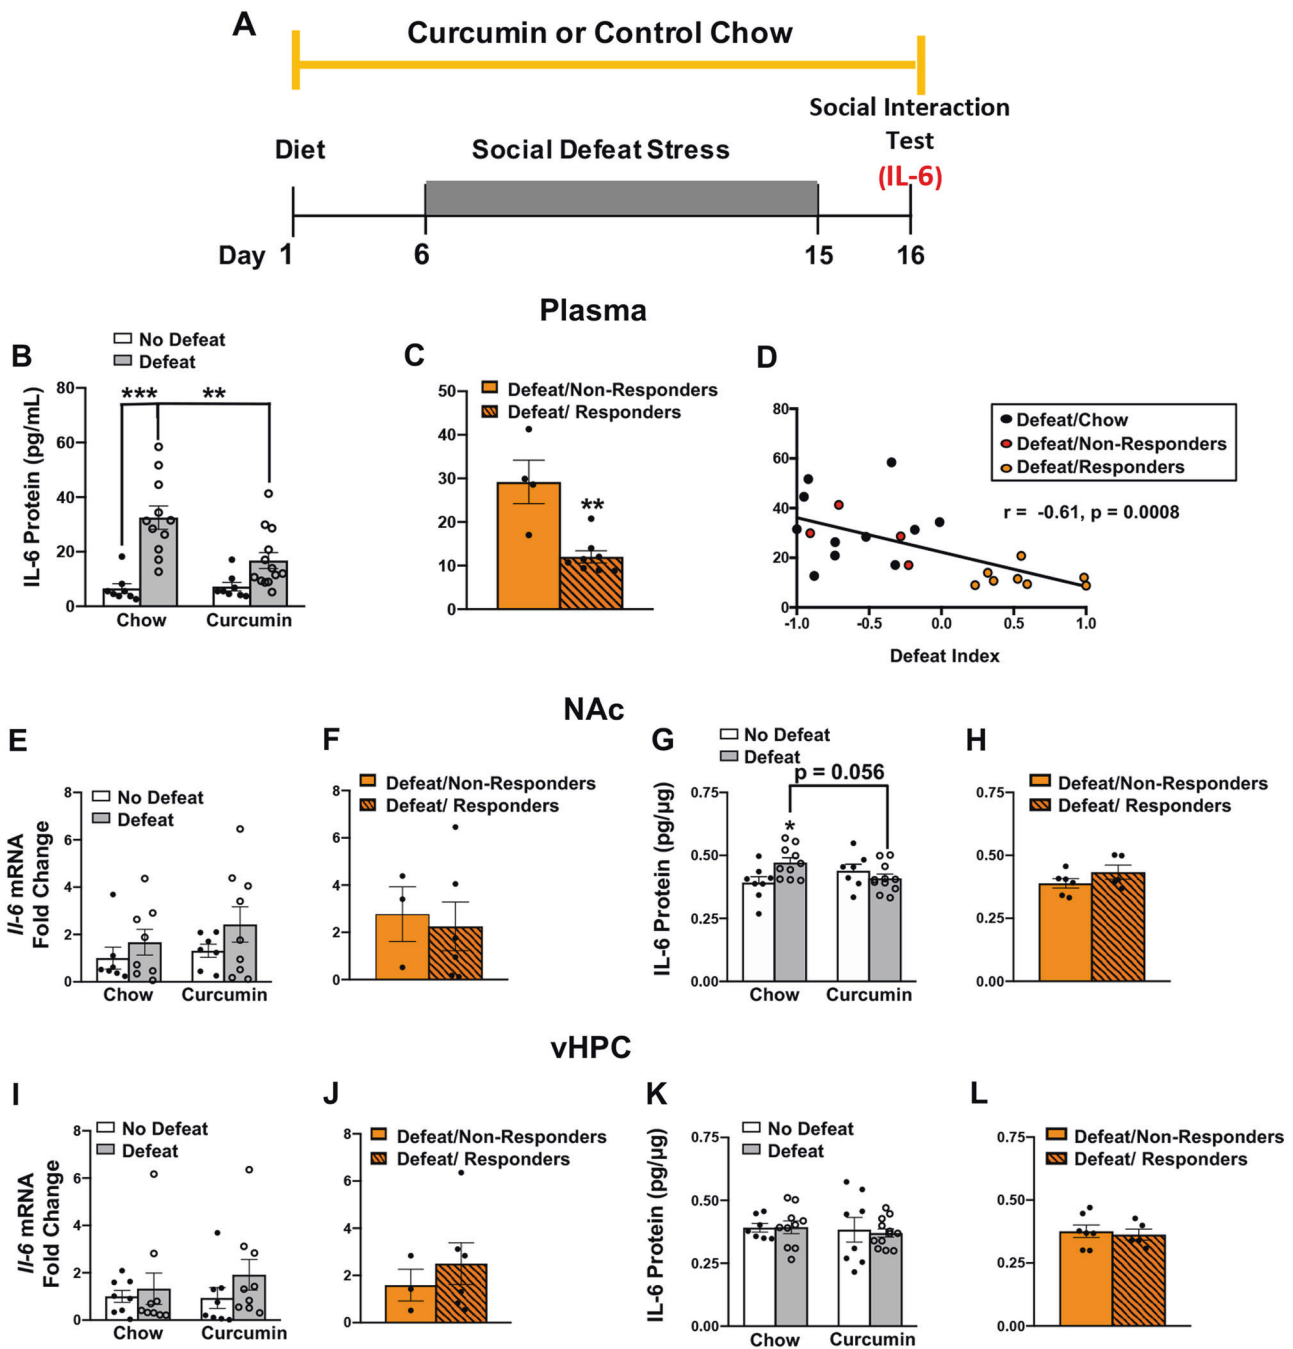 A
Curcumin or Control Chow
Social Interaction
Test
(IL-6)
Diet
Social Defeat Stress
Day 1 6 15 16
Plasma
B
No Defeat
Defeat
IL-6 Protein (pg/mL)
80
60
40
20
0
*** **
Chow Curcumin
C
Defeat/Non-Responders
Defeat/ Responders
50
40
30
20
10
0
**
D
80
60
40
20
0
-1.0 -0.5 0.0 0.5 1.0
Defeat Index
Defeat/Chow
Defeat/Non-Responders
Defeat/Responders
r = -0.61, p = 0.0008
NAc
E
No Defeat
Defeat
Il-6 mRNA
Fold Change
8
6
4
2
0
Chow Curcumin
F
Defeat/Non-Responders
Defeat/ Responders
8
6
4
2
0
G
No Defeat
Defeat
p = 0.056
*
IL-6 Protein (pg/µg)
0.75
0.50
0.25
0.00
Chow Curcumin
H
Defeat/Non-Responders
Defeat/ Responders
0.75
0.50
0.25
0.00
vHPC
I
No Defeat
Defeat
Il-6 mRNA
Fold Change
8
6
4
2
0
Chow Curcumin
J
Defeat/Non-Responders
Defeat/ Responders
8
6
4
2
0
K
No Defeat
Defeat
IL-6 Protein (pg/µg)
0.75
0.50
0.25
0.00
Chow Curcumin
L
Defeat/Non-Responders
Defeat/ Responders
0.75
0.50
0.25
0.00